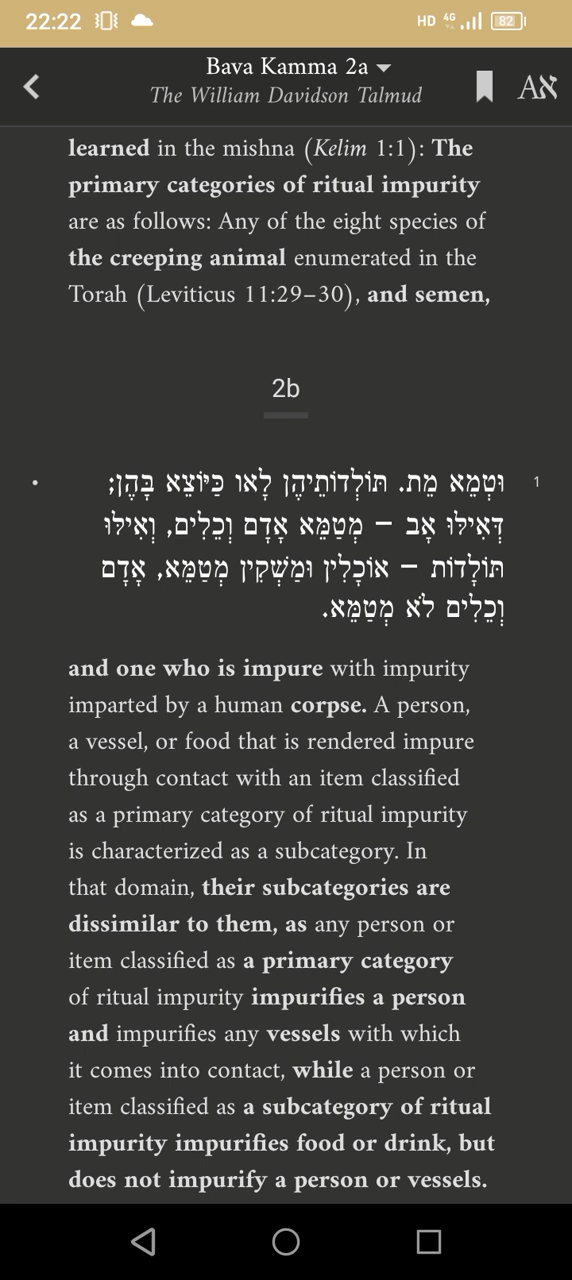 22:22
HD 4G 82
Bava Kamma 2a
The William Davidson Talmud
Aא
learned in the mishna (Kelim 1:1): The
primary categories of ritual impurity
are as follows: Any of the eight species of
the creeping animal enumerated in the
Torah (Leviticus 11:29–30), and semen,
2b
1
וּטְמֵא מֵת. תּוֹלְדוֹתֵיהֶן לָאו כַּיּוֹצֵא בָּהֶן;
דְּאִילּוּ אָב – מְטַמֵּא אָדָם וְכֵלִים, וְאִילּוּ
תּוֹלָדוֹת – אוֹכָלִין וּמַשְׁקִין מְטַמֵּא, אָדָם
וְכֵלִים לֹא מְטַמֵּא.
and one who is impure with impurity
imparted by a human corpse. A person,
a vessel, or food that is rendered impure
through contact with an item classified
as a primary category of ritual impurity
is characterized as a subcategory. In
that domain, their subcategories are
dissimilar to them, as any person or
item classified as a primary category
of ritual impurity impurifies a person
and impurifies any vessels with which
it comes into contact, while a person or
item classified as a subcategory of ritual
impurity impurifies food or drink, but
does not impurify a person or vessels.